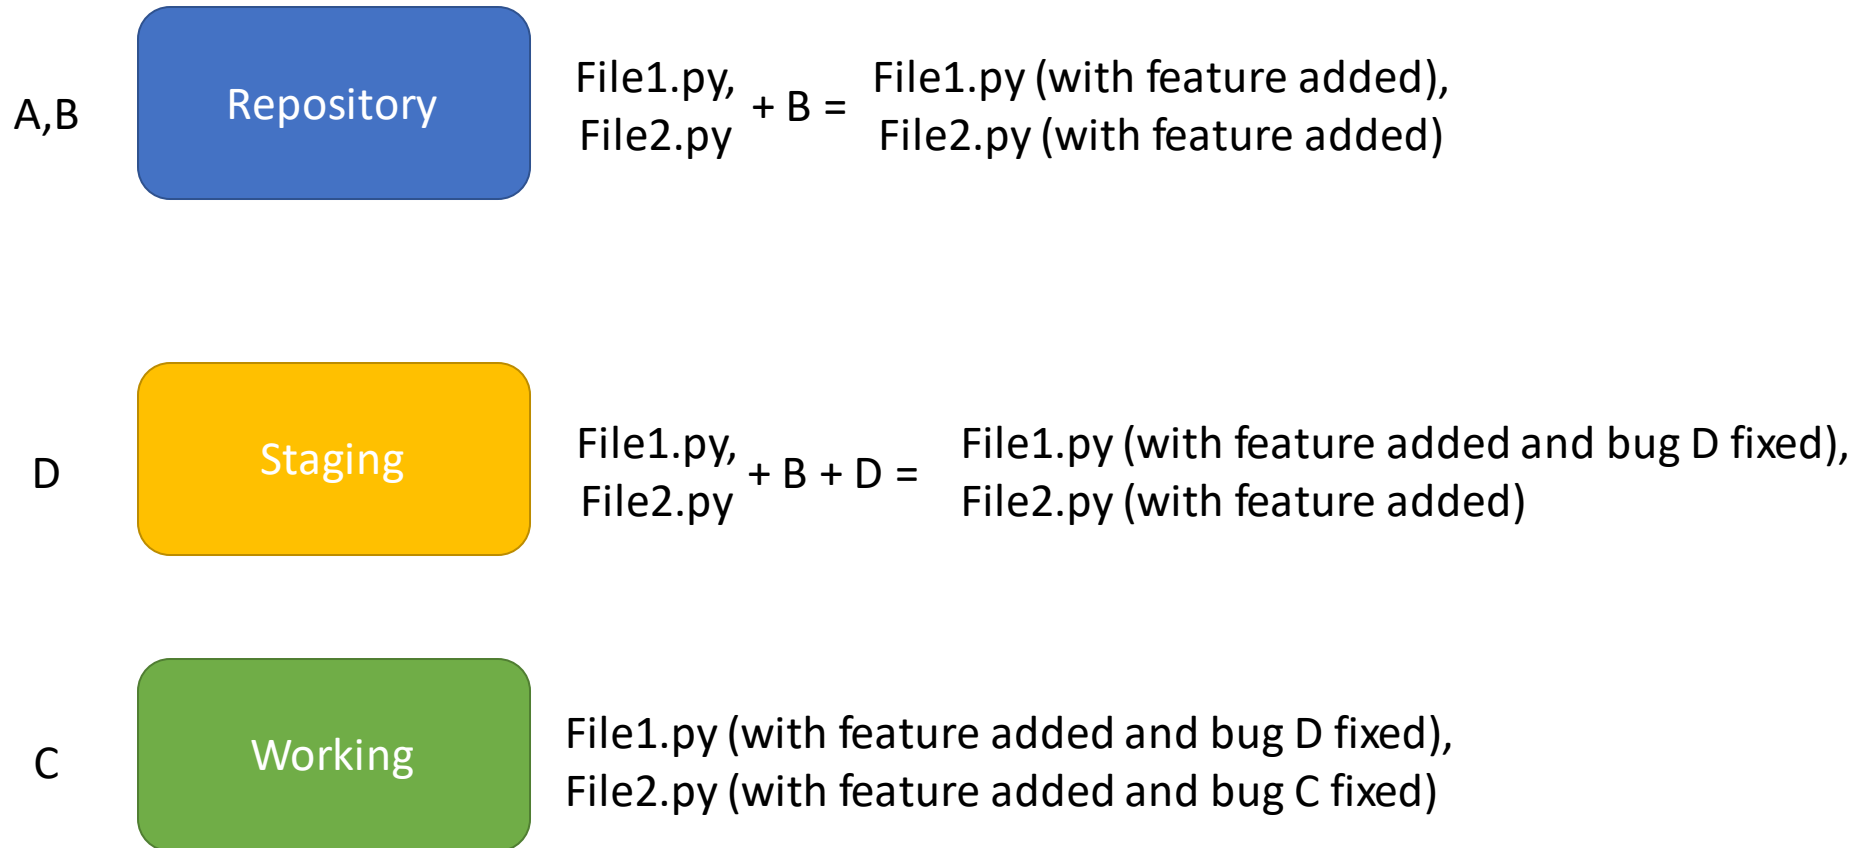 A,B
Repository
File1.py,
File2.py
+ B =
File1.py (with feature added),
File2.py (with feature added)
D
Staging
File1.py,
File2.py
+ B + D =
File1.py (with feature added and bug D fixed),
File2.py (with feature added)
C
Working
File1.py (with feature added and bug D fixed),
File2.py (with feature added and bug C fixed)